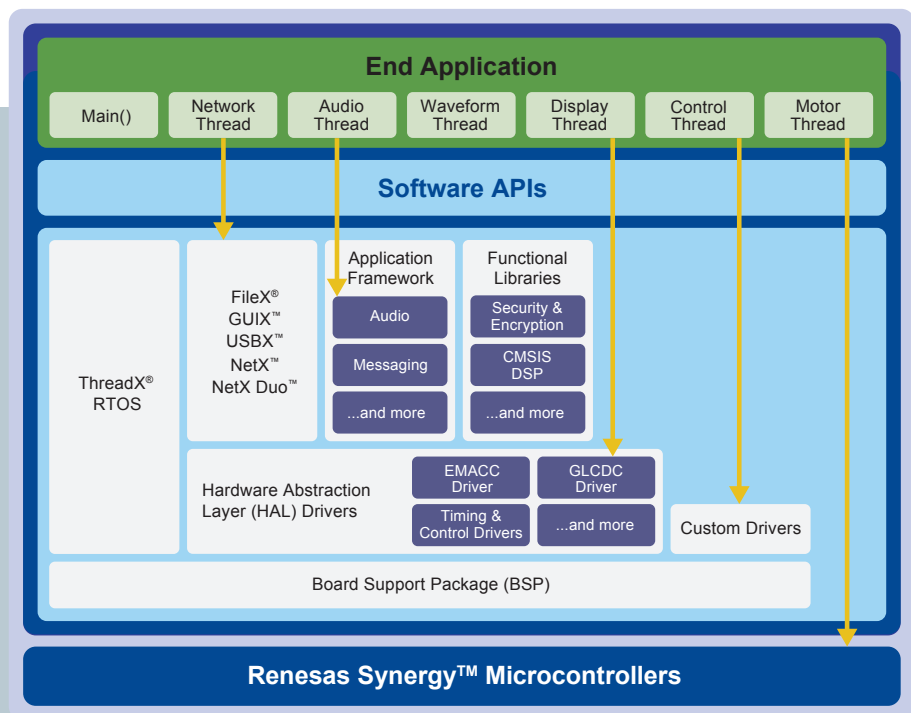 End Application
Main()
Network
Thread
Audio
Thread
Waveform
Thread
Display
Thread
Control
Thread
Motor
Thread
Software APIs
ThreadX®
RTOS
FileX®
GUIX™
USBX™
NetX™
NetX Duo™
Application
Framework
Audio
Messaging
...and more
Functional
Libraries
Security &
Encryption
CMSIS
DSP
...and more
Hardware Abstraction
Layer (HAL) Drivers
EMACC
Driver
GLCDC
Driver
Timing &
Control Drivers
...and more
Custom Drivers
Board Support Package (BSP)
Renesas Synergy™ Microcontrollers